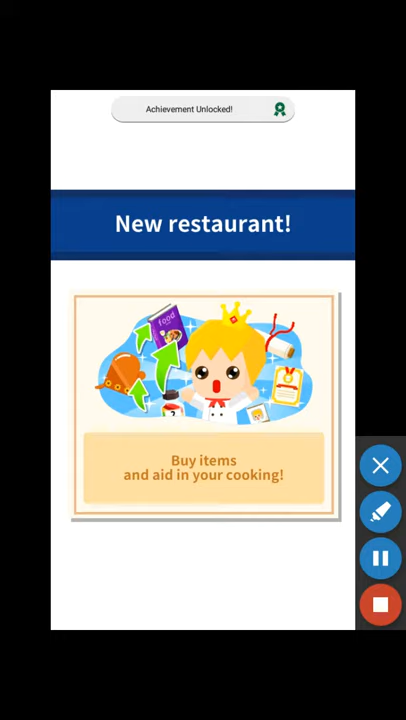 Achievement Unlocked!
New restaurant!
food
Buy items
and aid in your cooking!